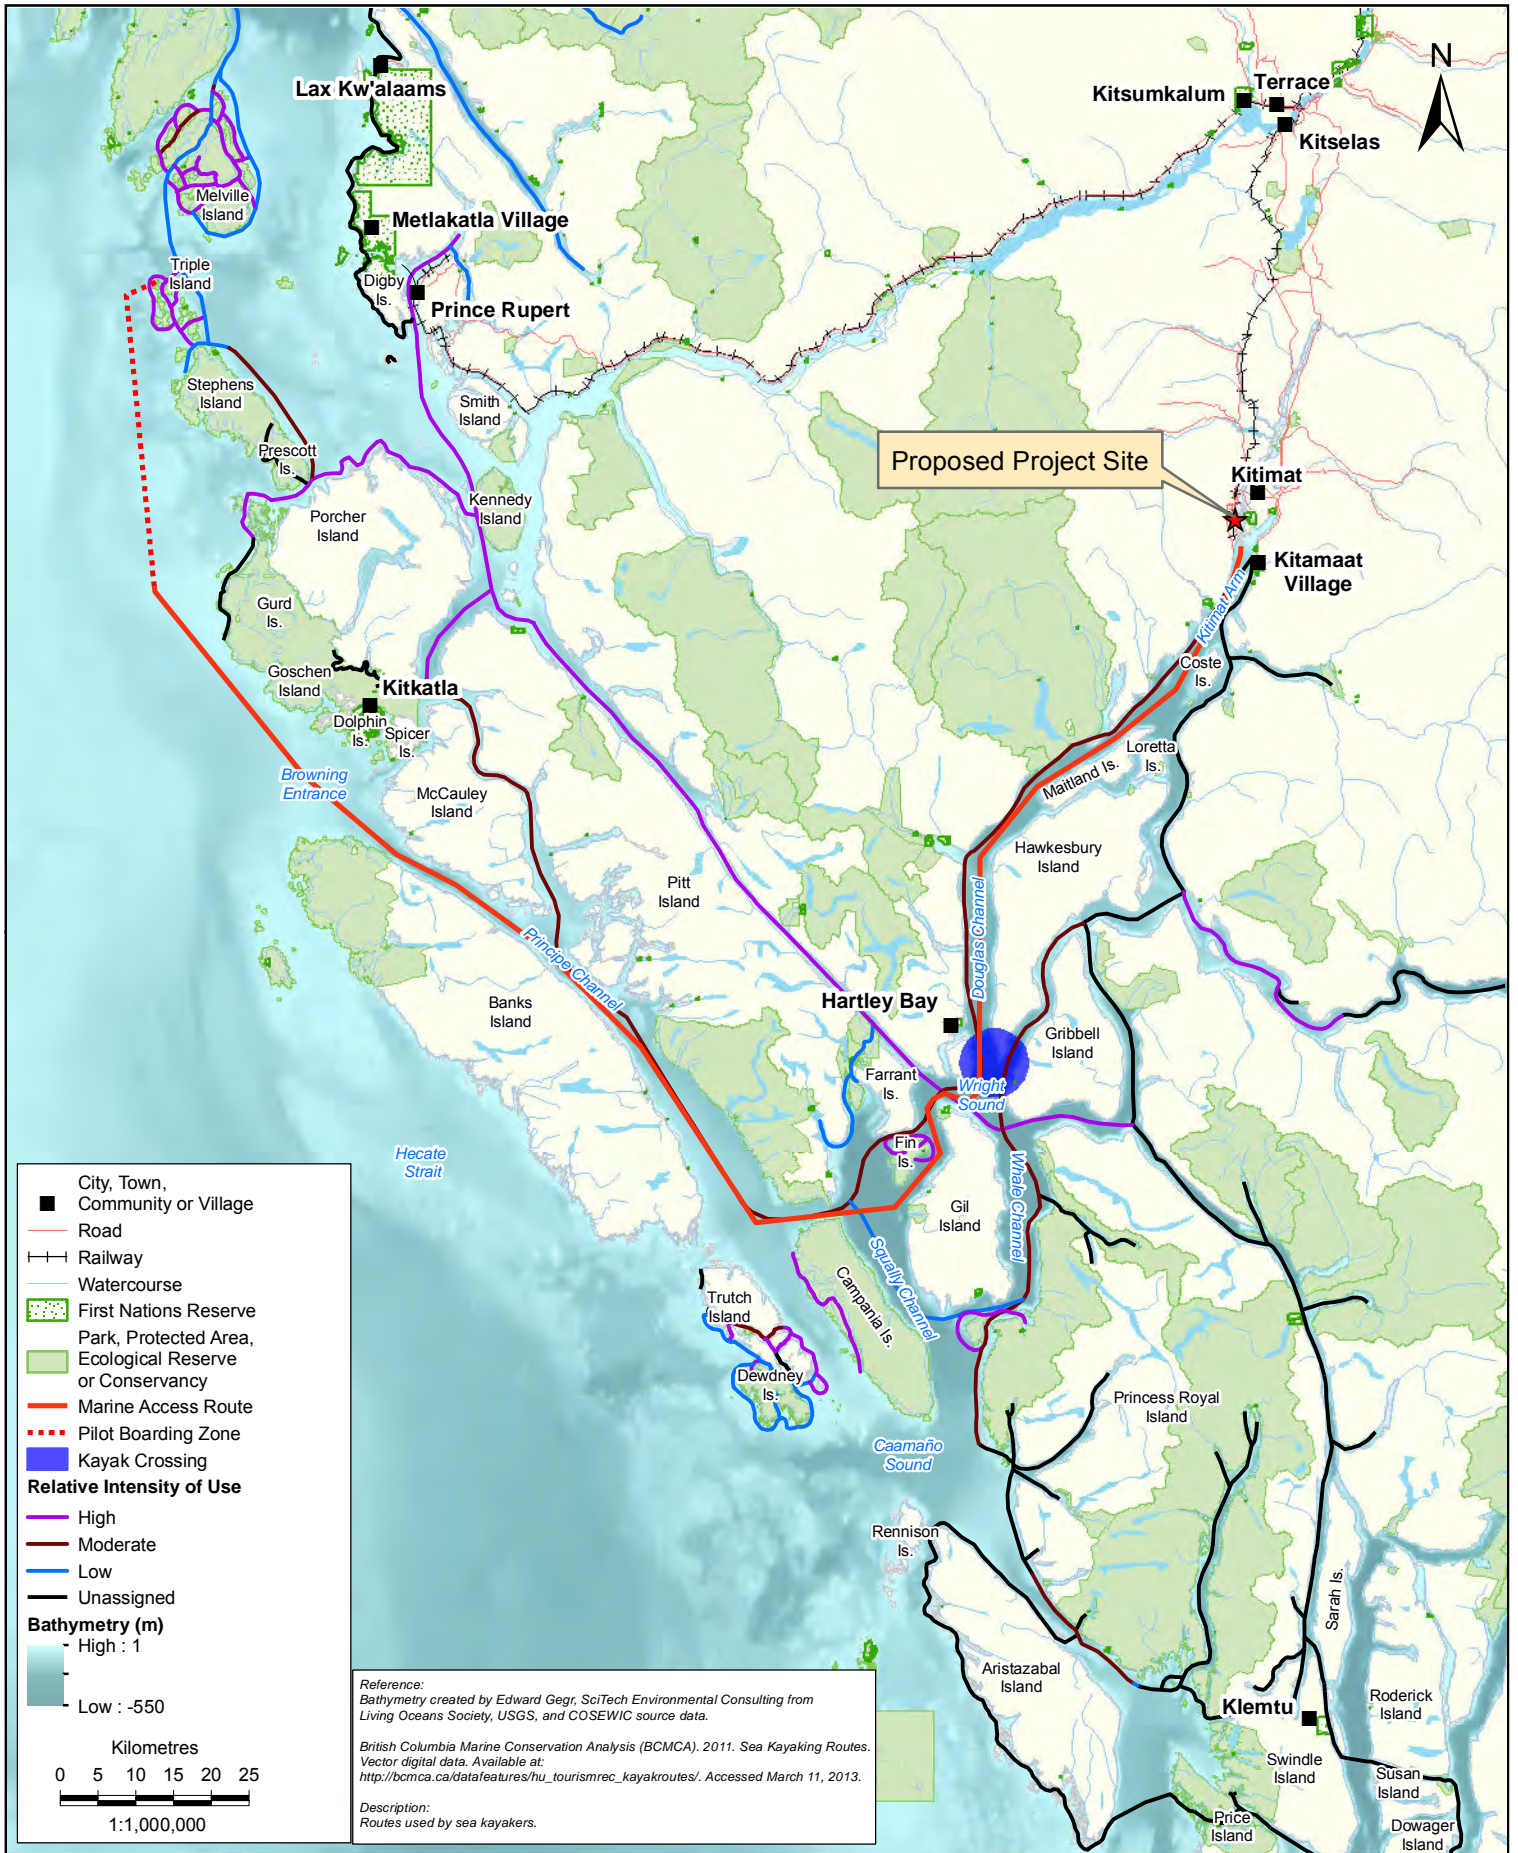 N
Lax Kw'alaams
Kitsumkalum
Terrace
Kitselas
Melville
Island
Metlakatla Village
Triple
Island
Digby
Is.
Prince Rupert
Stephens
Island
Smith
Island
Prescott
Is.
Proposed Project Site
Kitimat
Porcher
Island
Kennedy
Island
Kitamaat
Village
Kitimat Arm
Gurd
Is.
Goschen
Island
Kitkatla
Coste
Is.
Dolphin
Is.
Spicer
Is.
Loretta
Is.
Maitland Is.
Browning
Entrance
McCauley
Island
Hawkesbury
Island
Pitt
Island
Douglas Channel
Principe Channel
Banks
Island
Hartley Bay
Gribbell
Island
Farrant
Is.
Wright
Sound
Hecate
Strait
Fin
Is.
Whale Channel
Gil
Island
Squally Channel
Campania Is.
Trutch
Island
Dewdney
Is.
Princess Royal
Island
Caamaño
Sound
Rennison
Is.
Sarah Is.
Aristazabal
Island
Klemtu
Roderick
Island
Swindle
Island
Susan
Island
Price
Island
Dowager
Island
City, Town,
Community or Village
Road
Railway
Watercourse
First Nations Reserve
Park, Protected Area,
Ecological Reserve
or Conservancy
Marine Access Route
Pilot Boarding Zone
Kayak Crossing
Relative Intensity of Use
High
Moderate
Low
Unassigned
Bathymetry (m)
High : 1
Low : -550
Kilometres
0 5 10 15 20 25
1:1,000,000
Reference:
Bathymetry created by Edward Gegr, SciTech Environmental Consulting from
Living Oceans Society, USGS, and COSEWIC source data.
British Columbia Marine Conservation Analysis (BCMCA). 2011. Sea Kayaking Routes.
Vector digital data. Available at:
http://bcmca.ca/datafeatures/hu_tourismrec_kayakroutes/. Accessed March 11, 2013.
Description:
Routes used by sea kayakers.